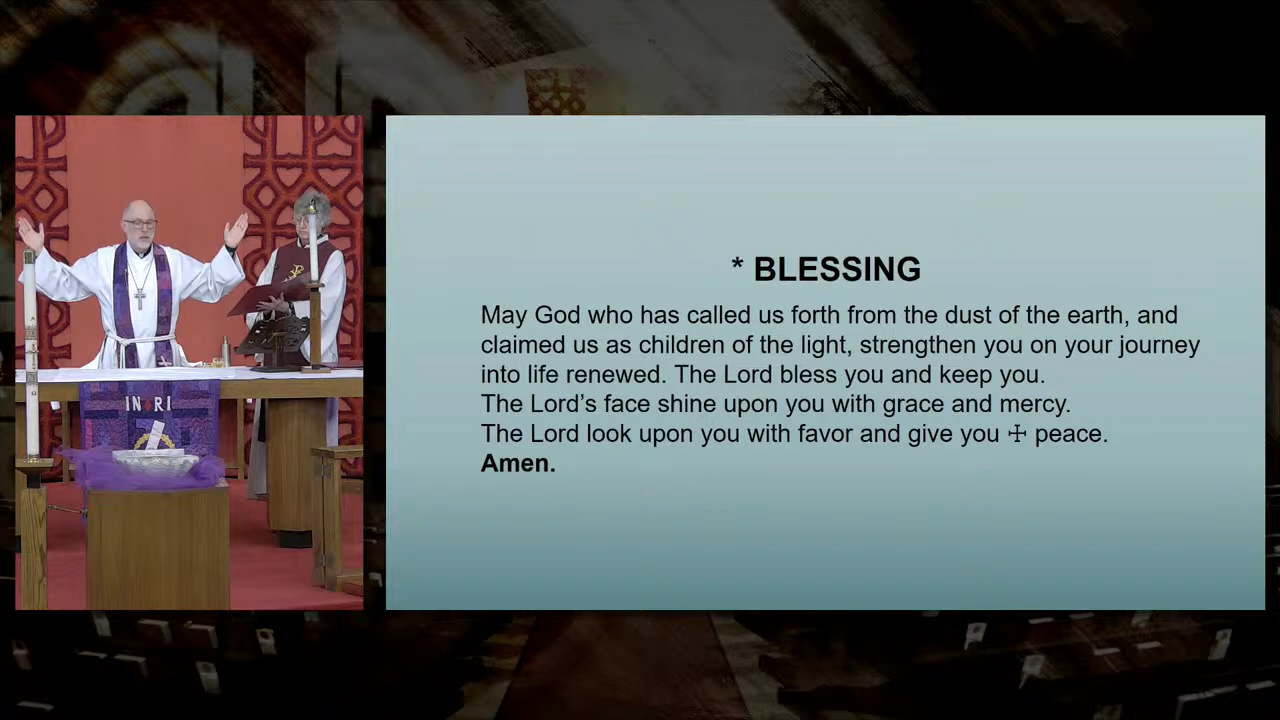 IN RI
* BLESSING
May God who has called us forth from the dust of the earth, and
claimed us as children of the light, strengthen you on your journey
into life renewed. The Lord bless you and keep you.
The Lord’s face shine upon you with grace and mercy.
The Lord look upon you with favor and give you ☩ peace.
Amen.